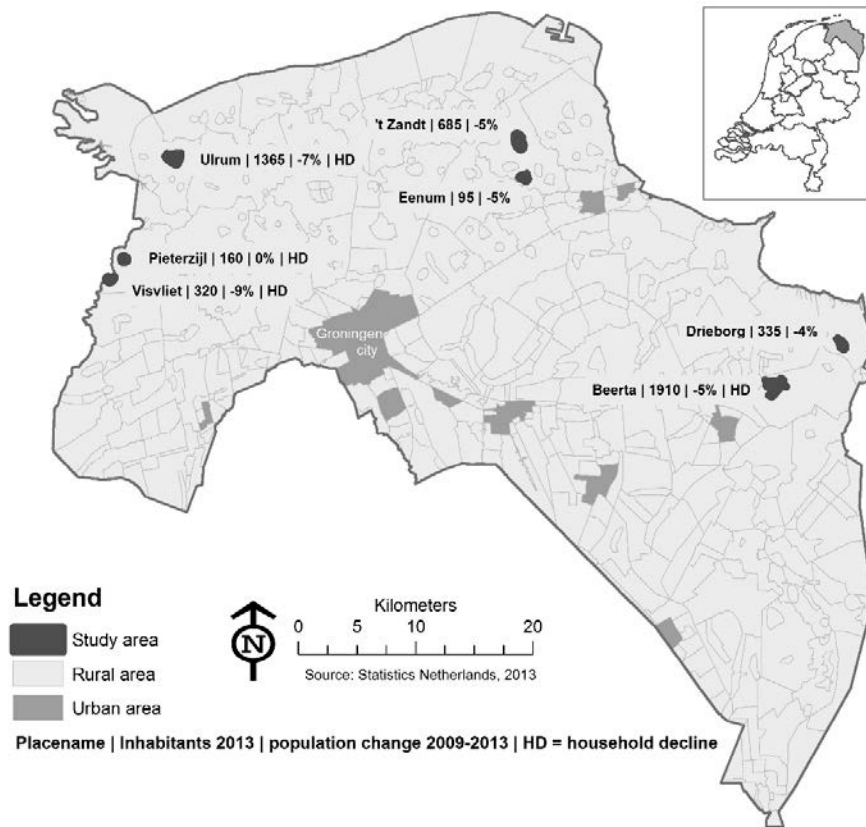 't Zandt | 685 | -5%
Ulrum | 1365 | -7% | HD
Eenum | 95 | -5%
Pieterzijl | 160 | 0% | HD
Visvliet | 320 | -9% | HD
Groningen
city
Drieborg | 335 | -4%
Beerta | 1910 | -5% | HD
Legend
Study area
Rural area
Urban area
N
Kilometers
0 5 10 20
Source: Statistics Netherlands, 2013
Placename | Inhabitants 2013 | population change 2009-2013 | HD = household decline